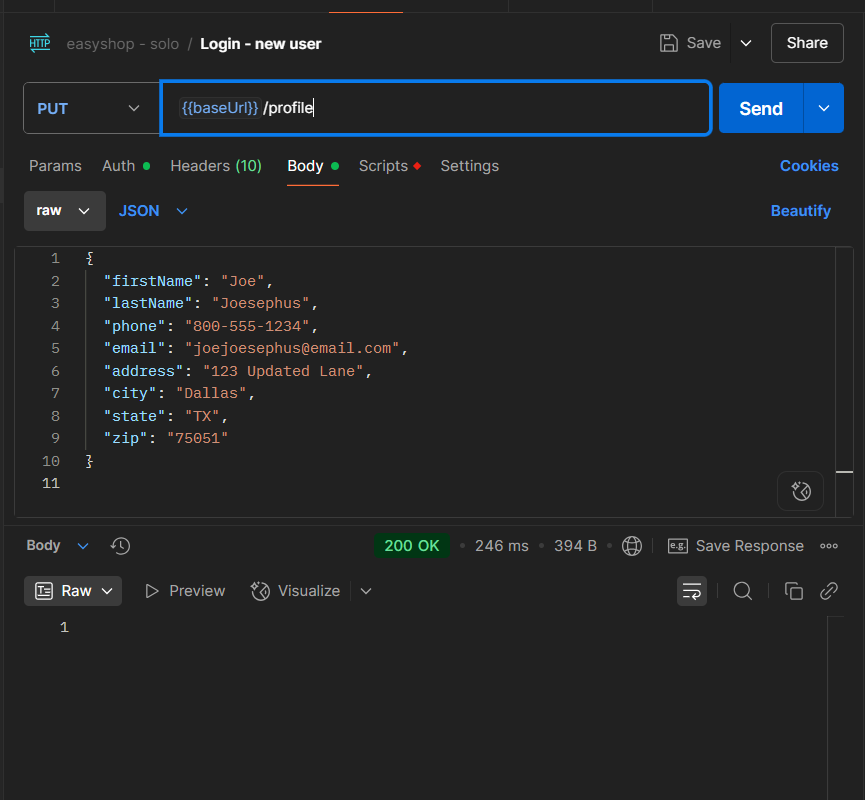 HTTP easyshop - solo / Login - new user Save Share
PUT {{baseUrl}} /profile Send
Params Auth Headers (10) Body Scripts Settings Cookies
raw JSON Beautify
1 {
2 "firstName": "Joe",
3 "lastName": "Joesephus",
4 "phone": "800-555-1234",
5 "email": "joejoesephus@email.com",
6 "address": "123 Updated Lane",
7 "city": "Dallas",
8 "state": "TX",
9 "zip": "75051"
10 }
11
Body 200 OK • 246 ms • 394 B • e.g. Save Response
Raw Preview Visualize
1